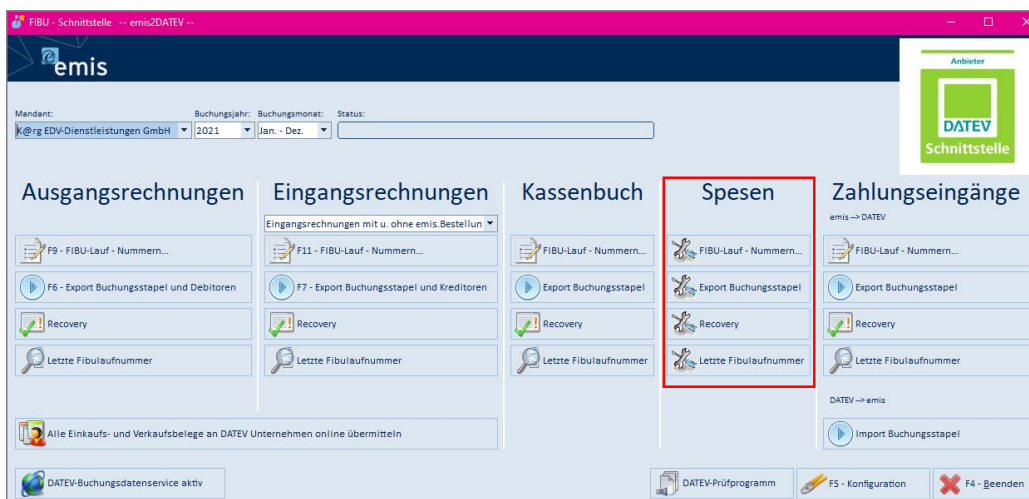 FIBU - Schnittstelle -- emis2DATEV --
@emis
Anbieter
DATEV
Schnittstelle
Mandant: Buchungsjahr: Buchungsmonat: Status:
K@rg EDV-Dienstleistungen GmbH 2021 Jan. - Dez.
Ausgangsrechnungen Eingangsrechnungen Kassenbuch Spesen Zahlungseingänge
emis --> DATEV
Eingangsrechnungen mit u. ohne emis.Bestellun
F9 - FIBU-Lauf - Nummern... F11 - FIBU-Lauf - Nummern... FIBU-Lauf - Nummern... FIBU-Lauf - Nummern... FIBU-Lauf - Nummern...
F6 - Export Buchungsstapel und Debitoren F7 - Export Buchungsstapel und Kreditoren Export Buchungsstapel Export Buchungsstapel Export Buchungsstapel
Recovery Recovery Recovery Recovery Recovery
Letzte Fibulaufnummer Letzte Fibulaufnummer Letzte Fibulaufnummer Letzte Fibulaufnummer Letzte Fibulaufnummer
DATEV --> emis
Alle Einkaufs- und Verkaufsbelege an DATEV Unternehmen online übermitteln Import Buchungsstapel
DATEV-Buchungsdatenservice aktiv DATEV-Prüfprogramm F5 - Konfiguration F4 - Beenden